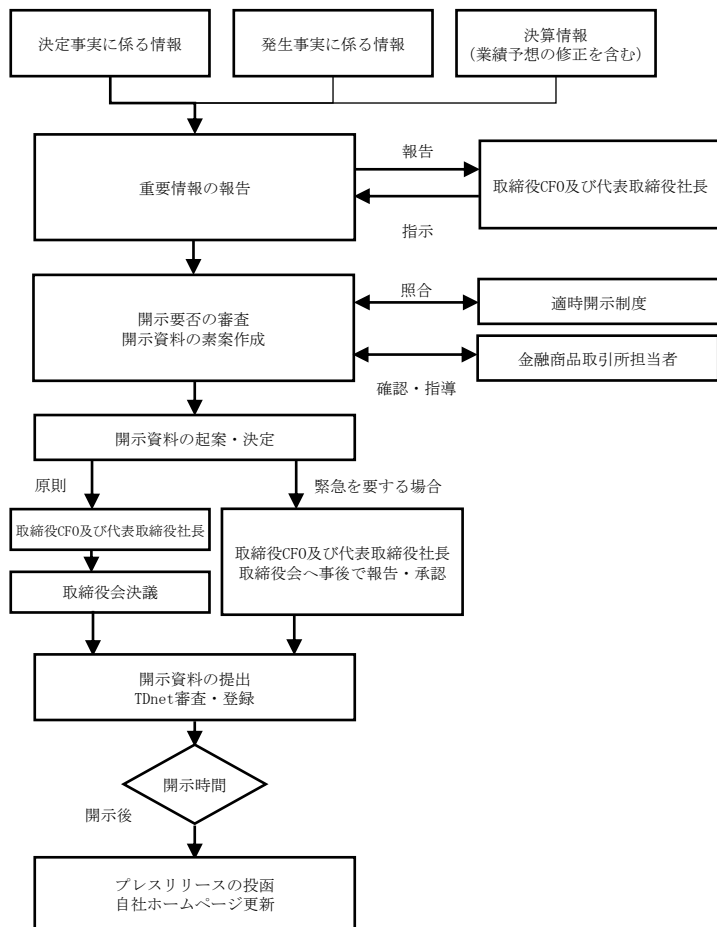 決定事実に係る情報
発生事実に係る情報
決算情報
(業績予想の修正を含む)
重要情報の報告
報告
取締役CFO及び代表取締役社長
指示
開示要否の審査
開示資料の素案作成
照合
適時開示制度
金融商品取引所担当者
確認・指導
開示資料の起案・決定
原則
緊急を要する場合
取締役CFO及び代表取締役社長
取締役会決議
取締役CFO及び代表取締役社長
取締役会へ事後で報告・承認
開示資料の提出
TDnet審査・登録
開示時間
開示後
プレスリリースの投函
自社ホームページ更新